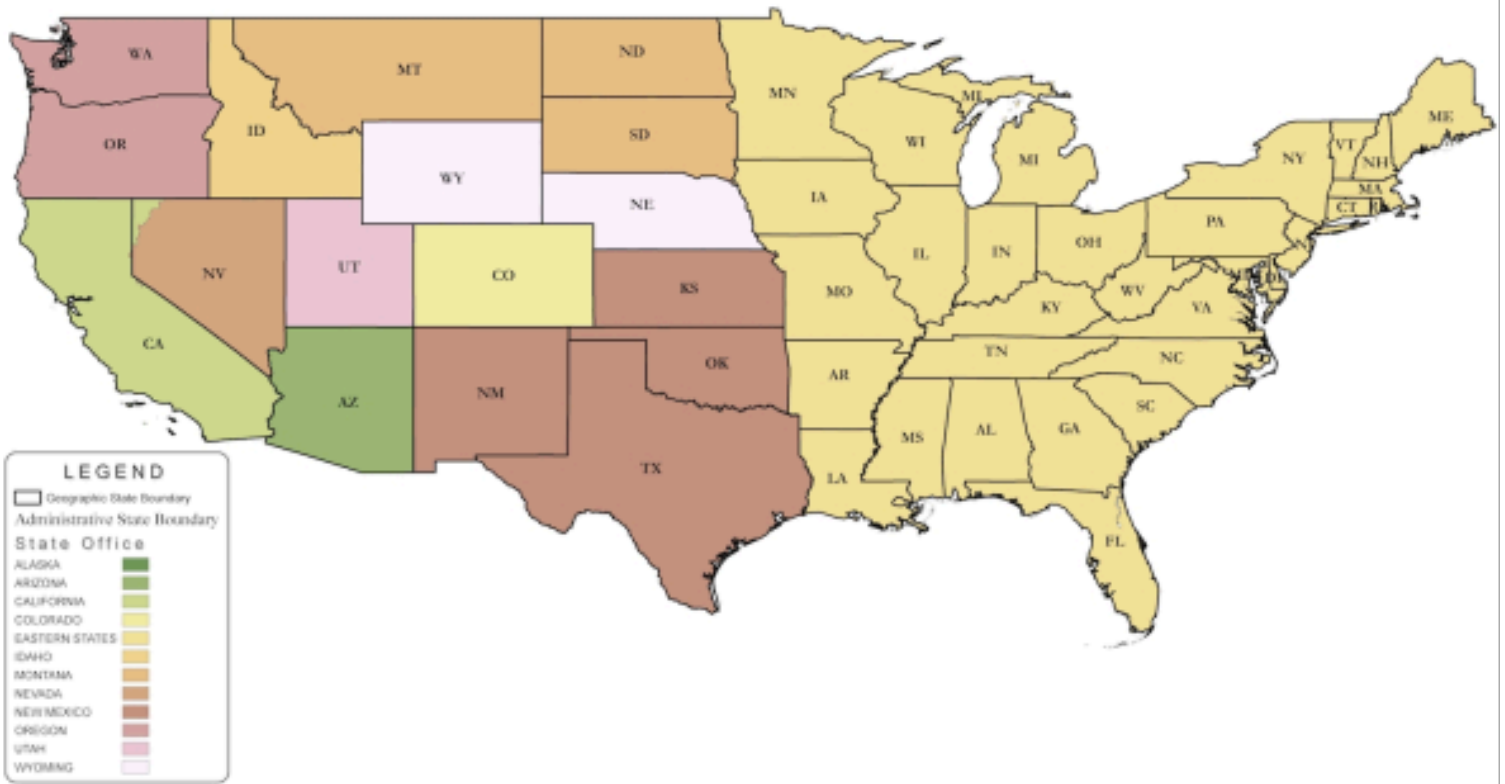 WA
MT
ND
MN
MI
ME
OR
ID
SD
WI
MI
NY
VT
NH
WY
NE
IA
MA
CT
PA
NV
UT
CO
KS
MO
IL
IN
OH
WV
VA
KY
CA
AZ
NM
OK
AR
TN
NC
SC
TX
LA
MS
AL
GA
FL
LEGEND
Geographic State Boundary
Administrative State Boundary
State Office
ALASKA
ARIZONA
CALIFORNIA
COLORADO
EASTERN STATES
IDAHO
MONTANA
NEVADA
NEW MEXICO
OREGON
UTAH
WYOMING